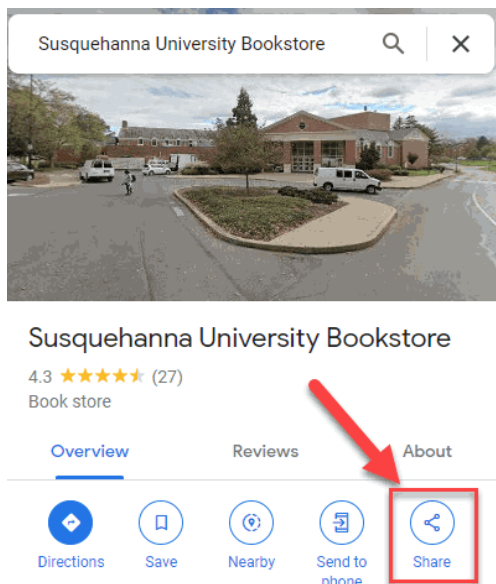 Susquehanna University Bookstore
Susquehanna University Bookstore
4.3 (27)
Book store
Overview Reviews About
Directions Save Nearby Send to phone Share